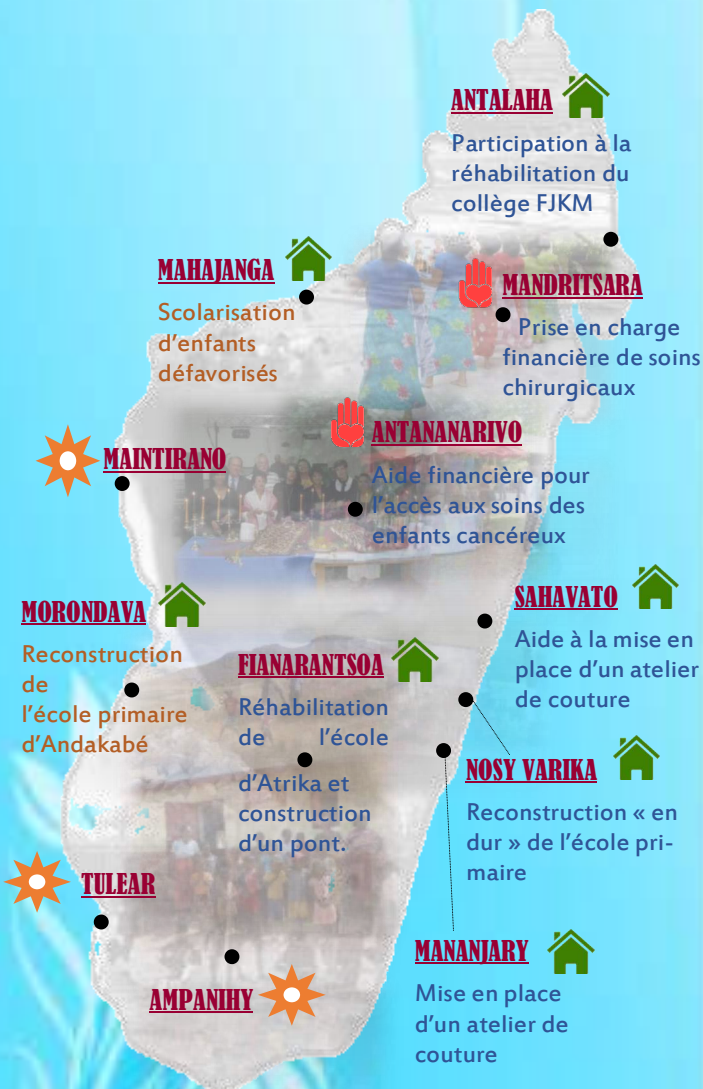 ANTALAHA
Participation à la
réhabilitation du
collège FJKM
MAHAJANGA
Scolarisation
d'enfants
défavorisés
MANDRITSARA
Prise en charge
financière de soins
chirurgicaux
ANTANANARIVO
Aide financière pour
l'accès aux soins des
enfants cancéreux
MAINTIRANO
MORONDAVA
Reconstruction
de
l'école primaire
d'Andakabé
FIANARANTSOA
Réhabilitation
de l'école
d'Atrika et
construction
d'un pont.
SAHAVATO
Aide à la mise en
place d'un atelier
de couture
NOSY VARIKA
Reconstruction « en
dur » de l'école pri-
maire
TULEAR
AMPANIHY
MANANJARY
Mise en place
d'un atelier de
couture